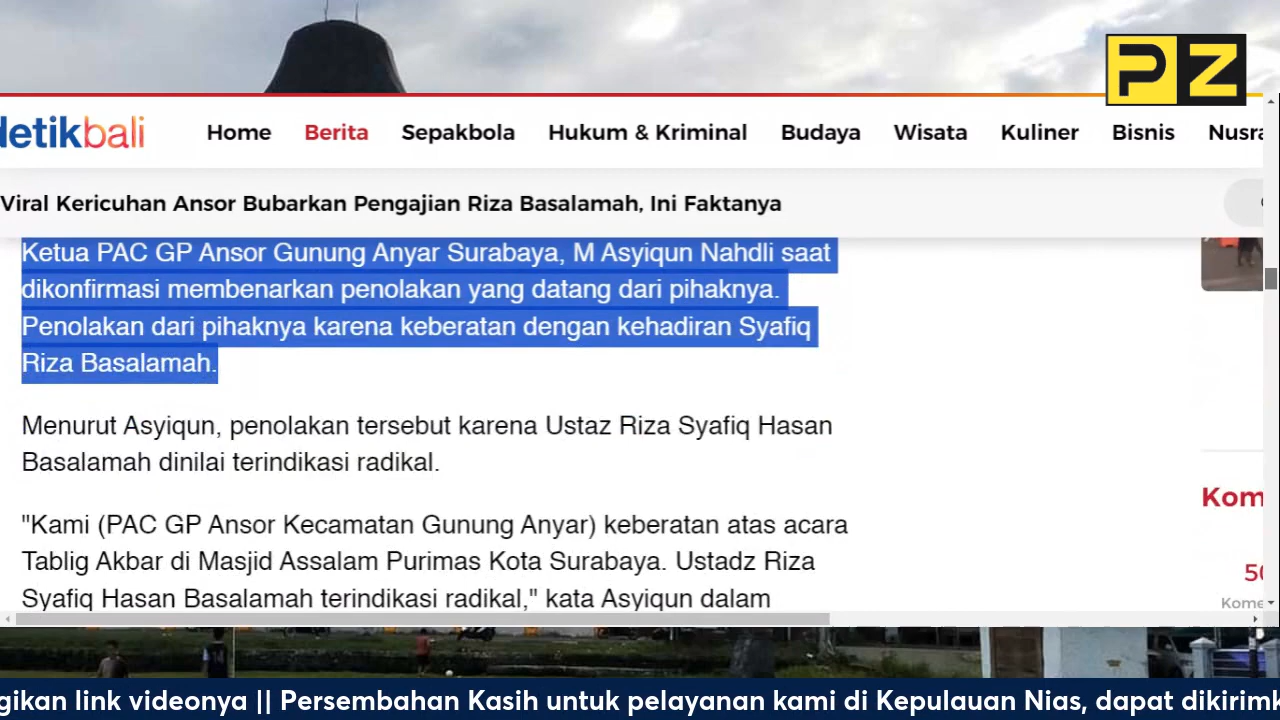 PZ
detikbali
Home Berita Sepakbola Hukum & Kriminal Budaya Wisata Kuliner Bisnis
Viral Kericuhan Ansor Bubarkan Pengajian Riza Basalamah, Ini Faktanya
Ketua PAC GP Ansor Gunung Anyar Surabaya, M Asyiqun Nahdli saat
dikonfirmasi membenarkan penolakan yang datang dari pihaknya.
Penolakan dari pihaknya karena keberatan dengan kehadiran Syafiq
Riza Basalamah.
Menurut Asyiqun, penolakan tersebut karena Ustaz Riza Syafiq Hasan
Basalamah dinilai terindikasi radikal.
"Kami (PAC GP Ansor Kecamatan Gunung Anyar) keberatan atas acara
Tablig Akbar di Masjid Assalam Purimas Kota Surabaya. Ustadz Riza
Syafiq Hasan Basalamah terindikasi radikal," kata Asyiqun dalam
gikan link videonya || Persembahan Kasih untuk pelayanan kami di Kepulauan Nias, dapat dikirimk